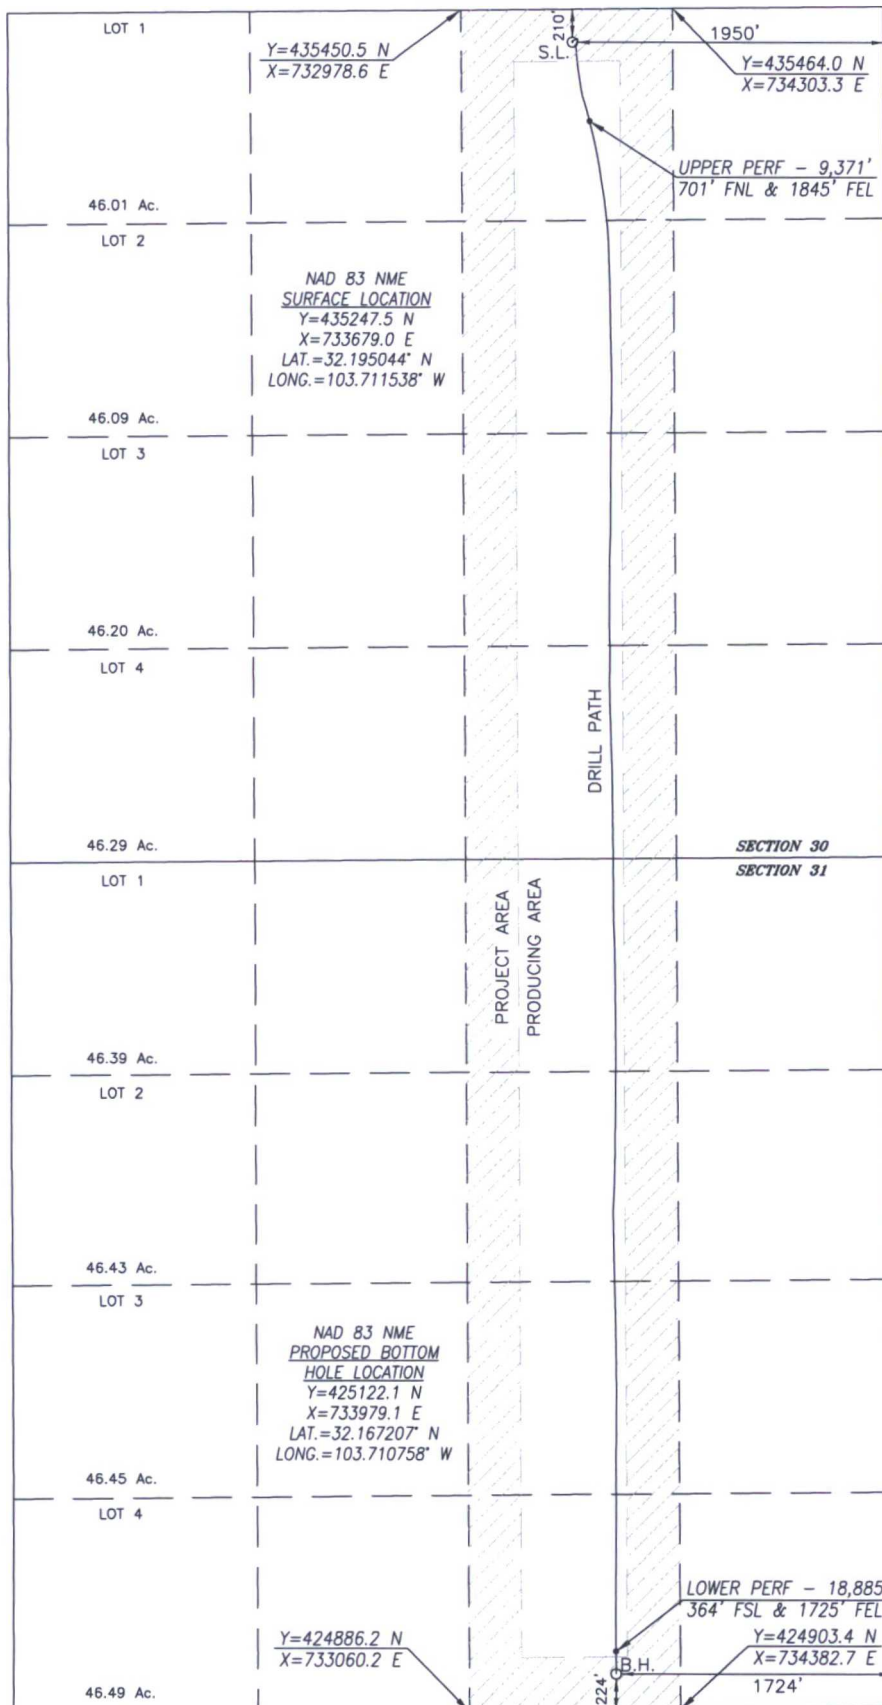 LOT 1
Y=435450.5 N
X=732978.6 E
210'
S.L.
1950'
Y=435464.0 N
X=734303.3 E
UPPER PERF - 9,371'
701' FNL & 1845' FEL
46.01 Ac.
LOT 2
NAD 83 NME
SURFACE LOCATION
Y=435247.5 N
X=733679.0 E
LAT.=32.195044° N
LONG.=103.711538° W
46.09 Ac.
LOT 3
46.20 Ac.
LOT 4
DRILL PATH
46.29 Ac.
SECTION 30
SECTION 31
LOT 1
PROJECT AREA
PRODUCING AREA
46.39 Ac.
LOT 2
46.43 Ac.
LOT 3
NAD 83 NME
PROPOSED BOTTOM
HOLE LOCATION
Y=425122.1 N
X=733979.1 E
LAT.=32.167207° N
LONG.=103.710758° W
46.45 Ac.
LOT 4
LOWER PERF - 18,885
364' FSL & 1725' FEL
Y=424886.2 N
X=733060.2 E
Y=424903.4 N
X=734382.7 E
B.H.
224'
1724'
46.49 Ac.